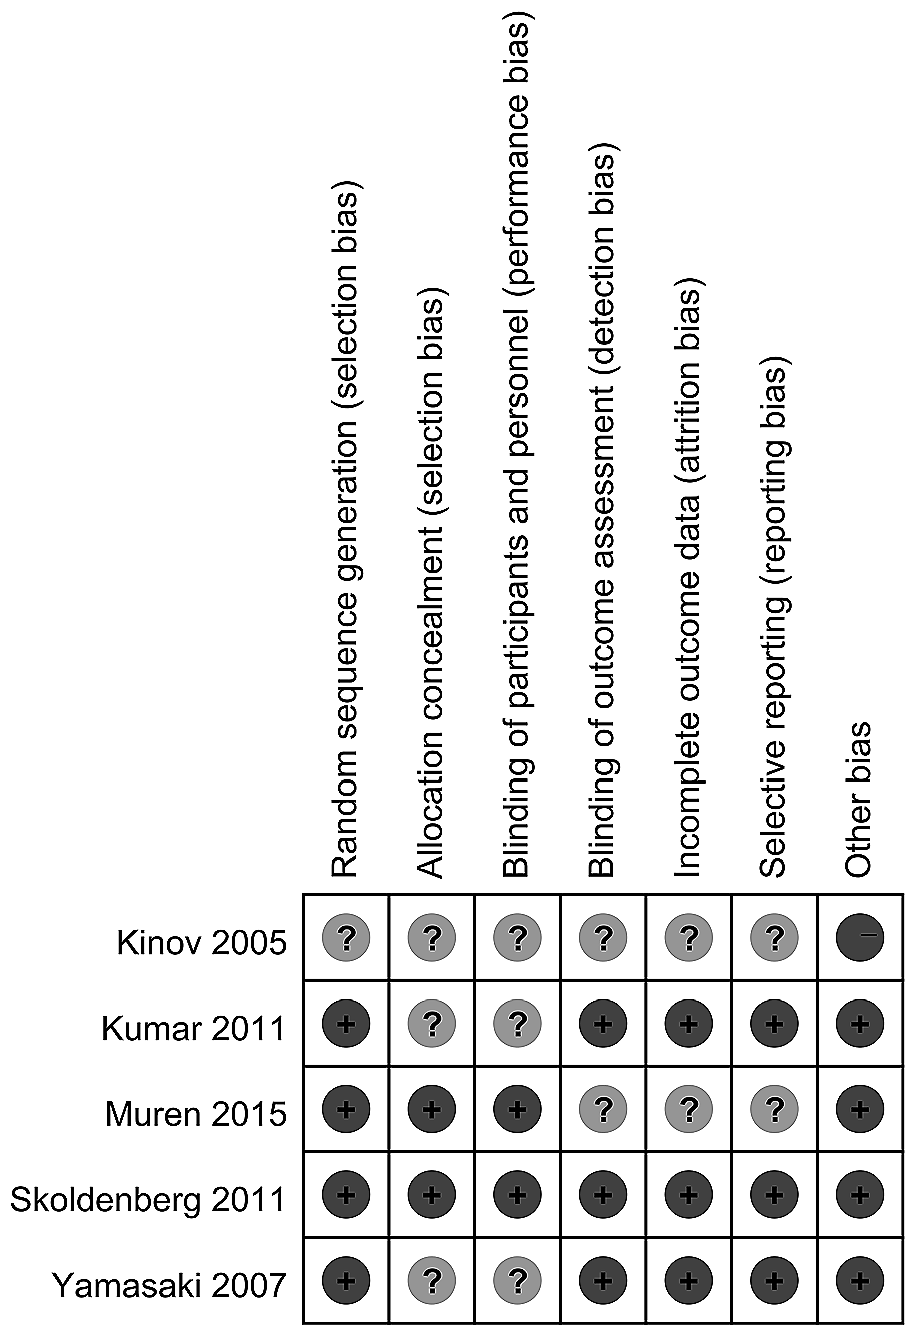 Random sequence generation (selection bias)
Allocation concealment (selection bias)
Blinding of participants and personnel (performance bias)
Blinding of outcome assessment (detection bias)
Incomplete outcome data (attrition bias)
Selective reporting (reporting bias)
Other bias
Kinov 2005 ? ? ? ? ? ? –
Kumar 2011 + ? ? + + + +
Muren 2015 + + + ? ? ? +
Skoldenberg 2011 + + + + + + +
Yamasaki 2007 + ? ? + + + +